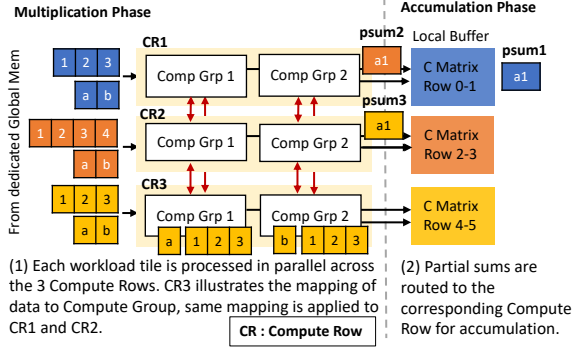 Multiplication Phase
Accumulation Phase
From dedicated Global Mem
1 2 3
a b
CR1
Comp Grp 1
Comp Grp 2
psum2
a1
Local Buffer
C Matrix
Row 0-1
psum1
a1
1 2 3 4
a b
CR2
Comp Grp 1
Comp Grp 2
psum3
a1
C Matrix
Row 2-3
1 2 3
a b
CR3
Comp Grp 1
Comp Grp 2
a 1 2 3
b 1 2 3
C Matrix
Row 4-5
(1) Each workload tile is processed in parallel across
the 3 Compute Rows. CR3 illustrates the mapping of
data to Compute Group, same mapping is applied to
CR1 and CR2.
CR : Compute Row
(2) Partial sums are
routed to the
corresponding Compute
Row for accumulation.